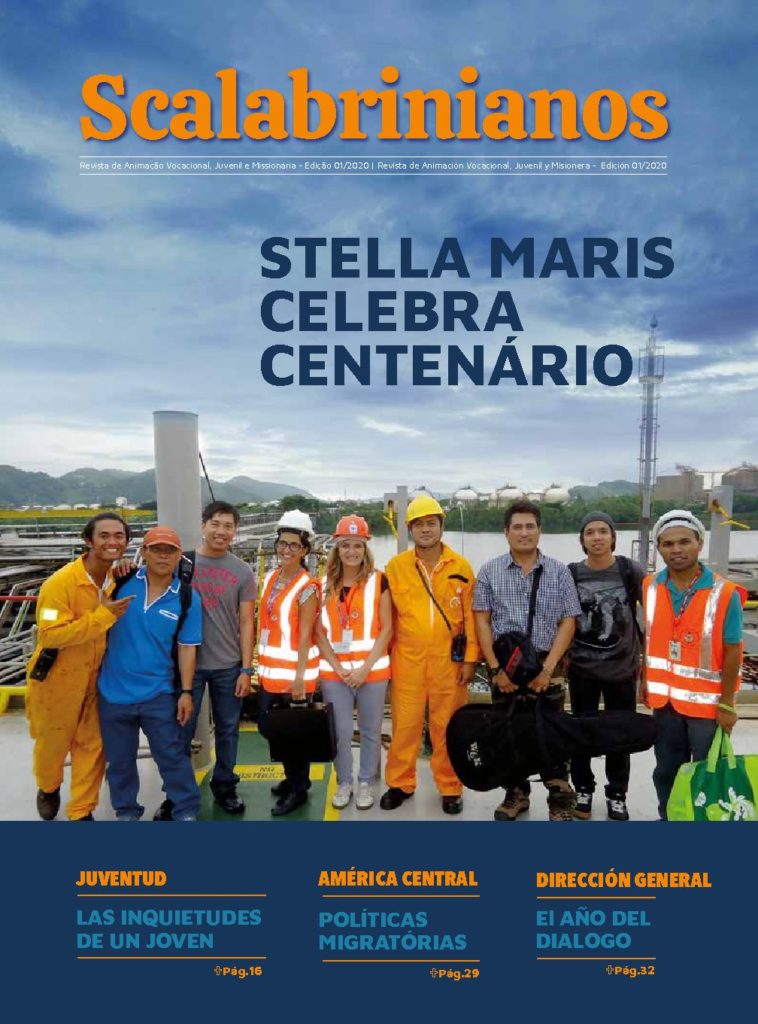 Scalabrinianos
Revista de Animação Vocacional, Juvenil e Missionária - Edição 01/2020 | Revista de Animación Vocacional, Juvenil y Misionera - Edición 01/2020
STELLA MARIS
CELEBRA
CENTENÁRIO
JUVENTUD
LAS INQUIETUDES
DE UN JOVEN
Pág.16
AMÉRICA CENTRAL
POLÍTICAS
MIGRATÓRIAS
Pág.29
DIRECCIÓN GENERAL
El AÑO DEL
DIALOGO
Pág.32